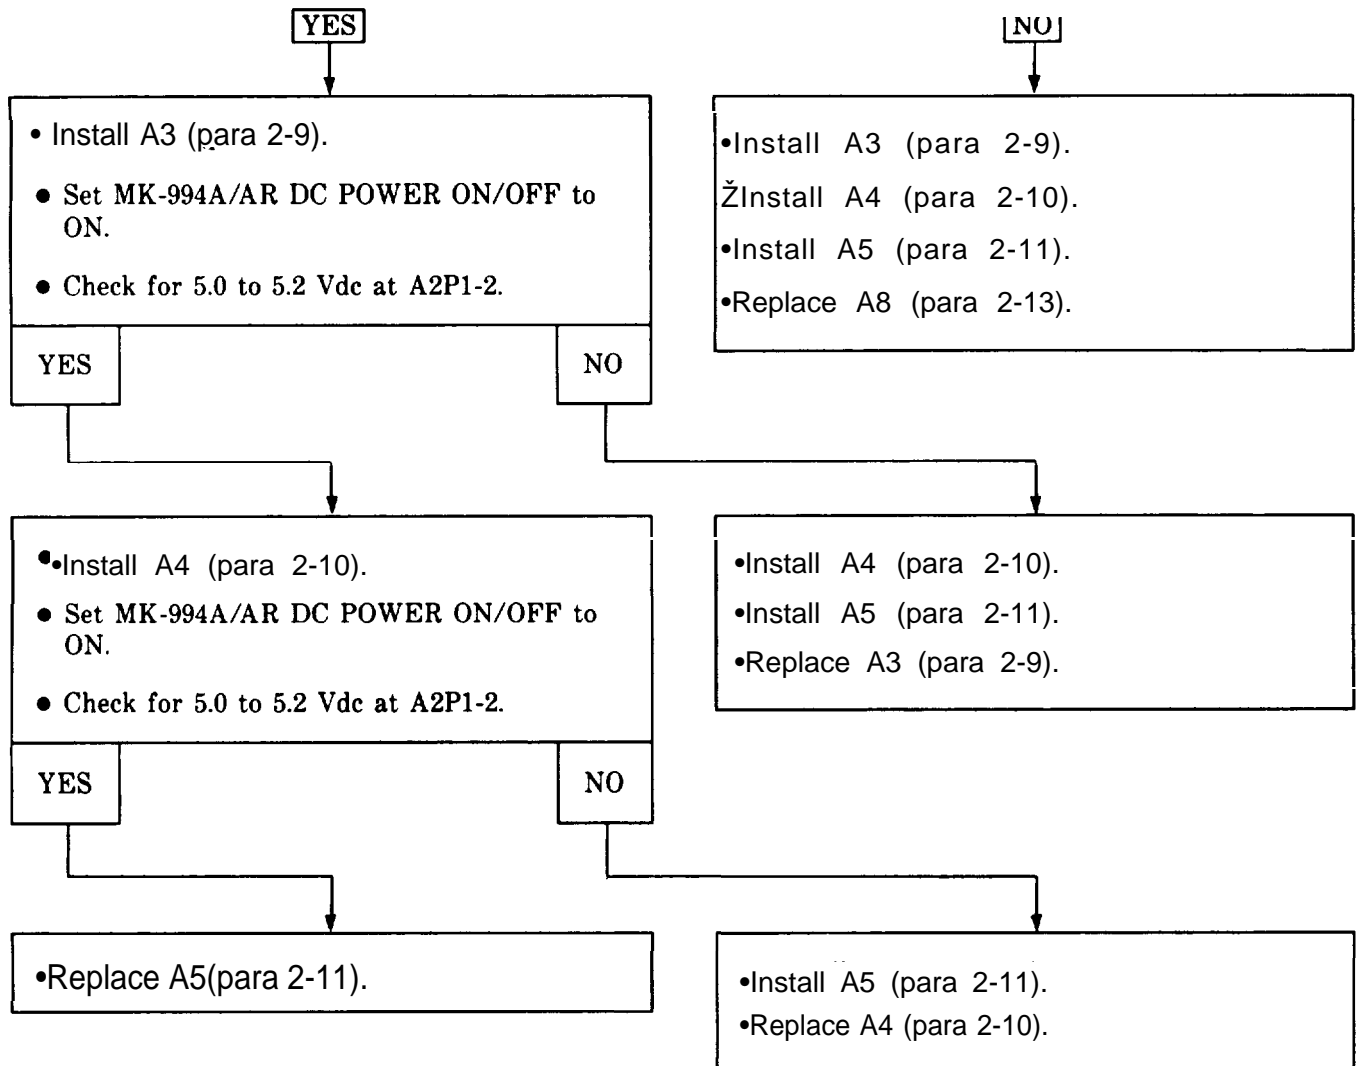 YES
NO
• Install A3 (para 2-9).
● Set MK-994A/AR DC POWER ON/OFF to
ON.
● Check for 5.0 to 5.2 Vdc at A2P1-2.
YES
NO
•Install A3 (para 2-9).
ŽInstall A4 (para 2-10).
•Install A5 (para 2-11).
•Replace A8 (para 2-13).
●•Install A4 (para 2-10).
● Set MK-994A/AR DC POWER ON/OFF to
ON.
● Check for 5.0 to 5.2 Vdc at A2P1-2.
YES
NO
•Install A4 (para 2-10).
•Install A5 (para 2-11).
•Replace A3 (para 2-9).
•Replace A5(para 2-11).
•Install A5 (para 2-11).
•Replace A4 (para 2-10).